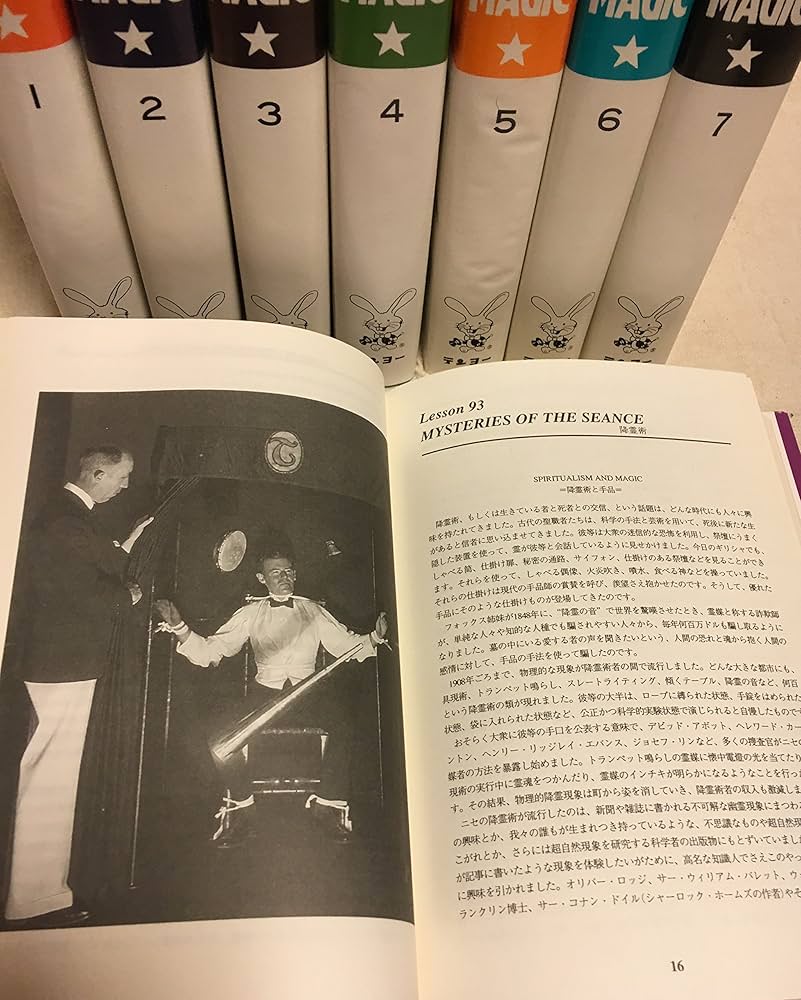 MAGIC
MAGIC
MAGIC
MAGIC
MAGIC
MAGIC
1
2
3
4
5
6
7
テンヨー
Lesson 93
MYSTERIES OF THE SEANCE
降霊術
SPIRITUALISM AND MAGIC
=降霊術と手品=
降霊術、もしくは生きている者と死者との交信、という話題は、どんな時代にも人々に興
味を持たれてきました。古代の聖職者たちは、科学の手法と芸術を用いて、死後に新たな生
があると信者に思い込ませてきました。彼等は大衆の迷信的な恐怖を利用し、祭壇にうまく
隠した装置を使って、霊が彼等と会話しているように見せかけました。今日のギリシャでも、
しゃべる筒、仕掛け扉、秘密の通路、サイフォン、仕掛けのある祭壇などを見ることができ
ます。それらを使って、しゃべる偶像、火炎吹き、噴水、食べる神などを操っていました。
それらの仕掛けは現代の手品師の賞賛を呼び、羨望さえ抱かせたのです。そうして、優れた
手品にそのような仕掛けものが登場してきたのです。
フォックス姉妹が1848年に、“降霊の音”で世界を驚嘆させたとき、霊媒と称する詐欺師
が、単純な人々や知的な人種でも騙されやすい人々から、毎年何百万ドルも騙し取るように
なりました。墓の中にいる愛する者の声を聞きたいという、人間の恐れと魂から抱く人間の
感情に対して、手品の手法を使って騙したのです。
1908年ごろまで、物理的な現象が降霊術者の間で流行しました。どんな大きな都市にも、
具現術、トランペット鳴らし、スレートライティング、傾くテーブル、降霊の音など、何百
という降霊術の類が現れました。彼等の大半は、ロープに縛られた状態、手錠をはめられた
状態、袋に入れられた状態など、公正かつ科学的実験状態で演じられると自慢したもので
おそらく大衆に彼等の手口を公表する意味で、デビッド・アボット、ヘレワード・カー
ントン、ヘンリー・リッジレイ・エバンス、ジョセフ・リンなど、多くの捜査官がニセの
媒者の方法を暴露し始めました。トランペット鳴らしの霊媒に懐中電燈の光を当てたり
現術の実行中に霊魂をつかんだり、霊媒のインチキが明らかになるようなことを行っ
す。その結果、物理的降霊現象は町から姿を消していき、降霊術者の収入も激減しま
ニセの降霊術が流行したのは、新聞や雑誌に書かれる不可解な幽霊現象にまつわ
の興味とか、我々の誰もが生まれつき持っているような、不思議なものや超自然現
こがれとか、さらには超自然現象を研究する科学者の出版物にもとずいていました
が記事に書いたような現象を体験したいがために、高名な知識人でさえこのやっ
に興味を引かれました。オリバー・ロッジ、サー・ウィリアム・バレット、ウ
ランクリン博士、サー・コナン・ドイル(シャーロック・ホームズの作者)やそ
16